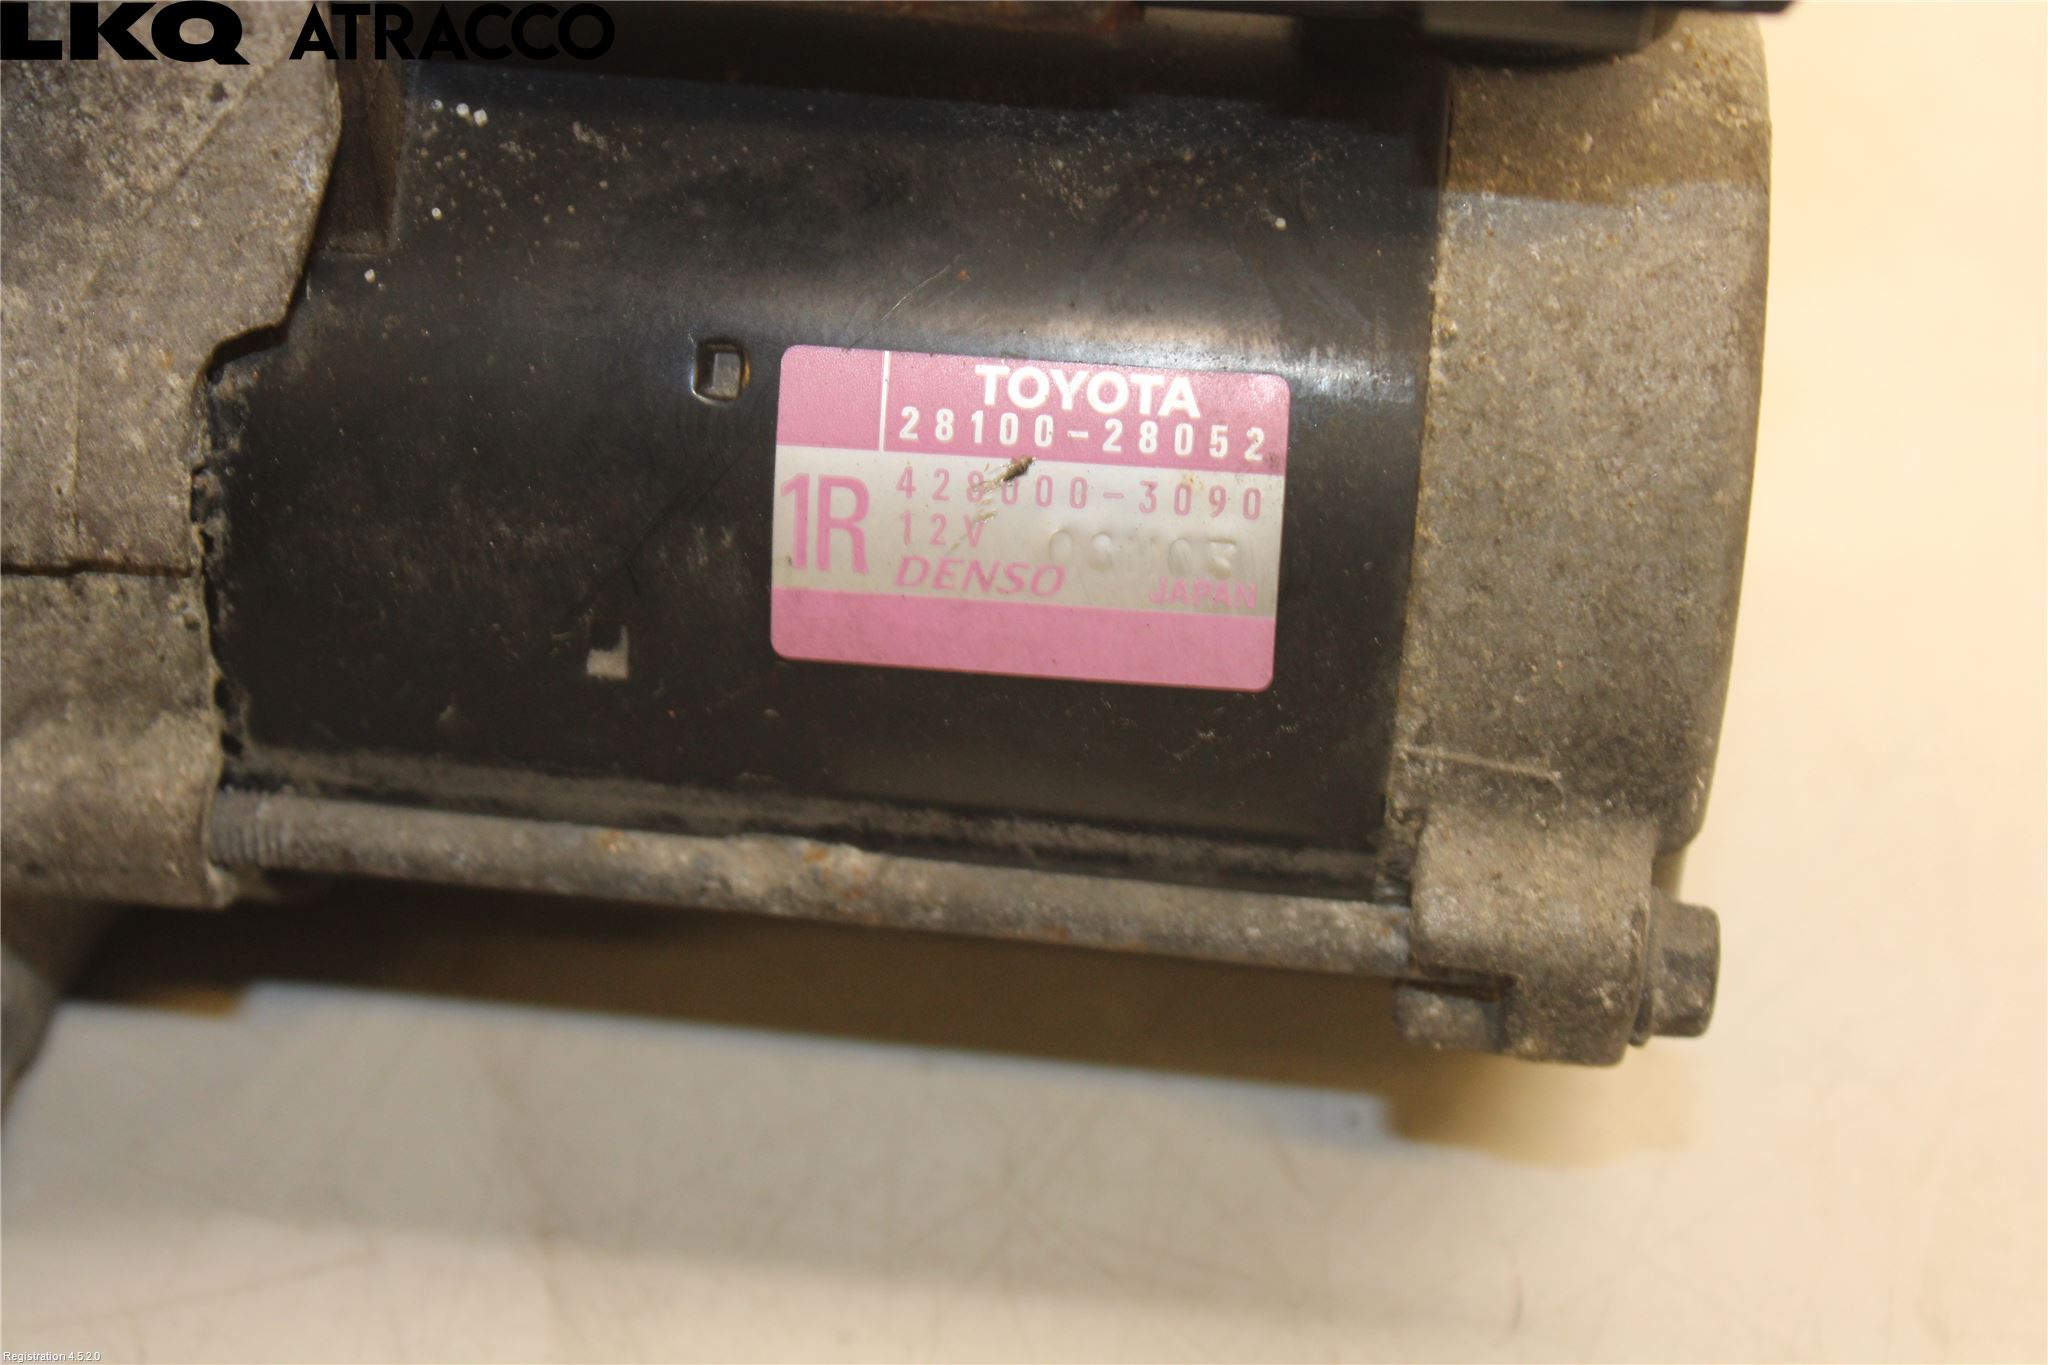 LKQ ATRACCO
TOYOTA
28100-28052
1R
428000-3090
12V
DENSO
JAPAN
Registration 4.5.2.0